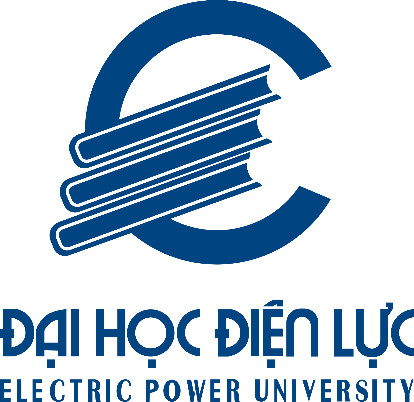 ĐẠI HỌC ĐIỆN LỰC
ELECTRIC POWER UNIVERSITY